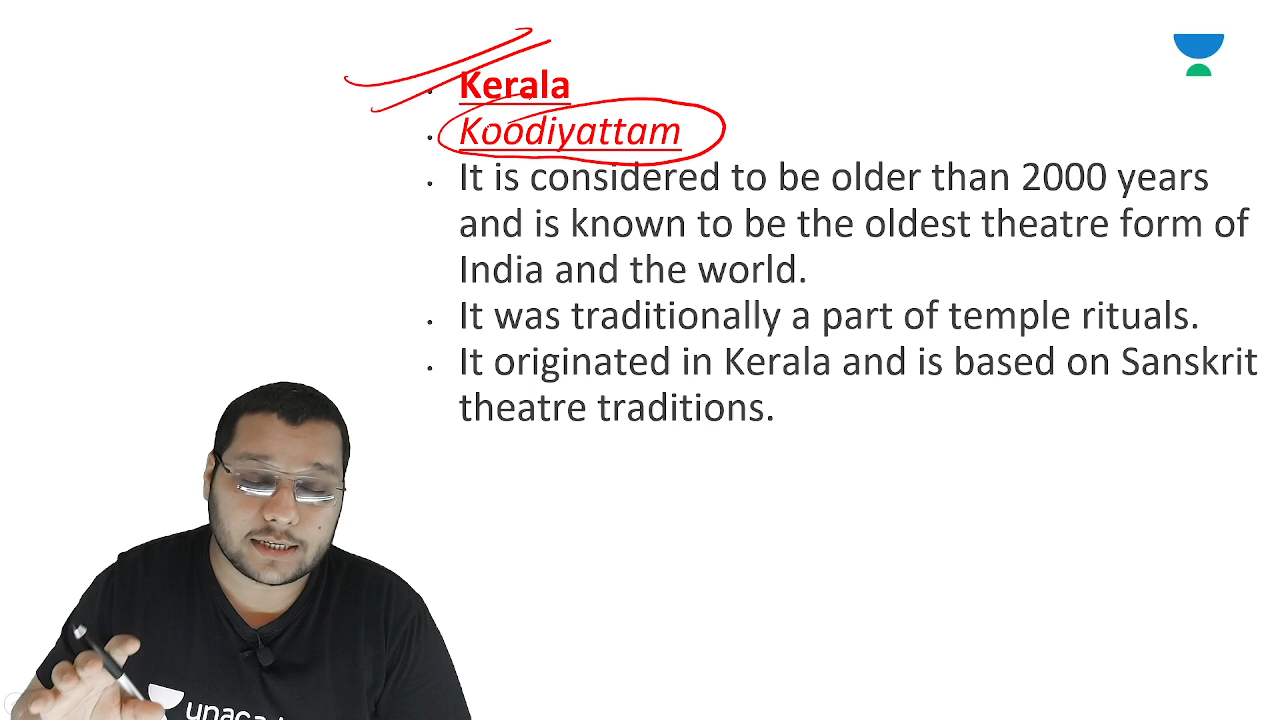 • Kerala
• Koodiyattam
• It is considered to be older than 2000 years
and is known to be the oldest theatre form of
India and the world.
• It was traditionally a part of temple rituals.
• It originated in Kerala and is based on Sanskrit
theatre traditions.